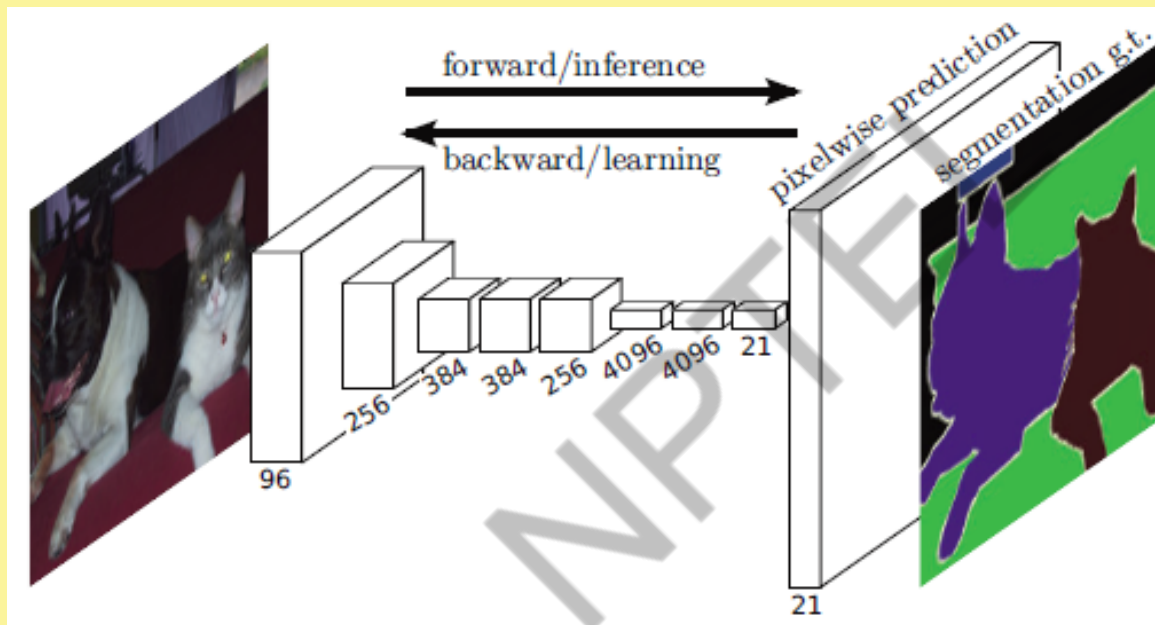 forward/inference
backward/learning
pixelwise prediction
segmentation g.t.
96
256
384
384
256
4096
4096
21
21
NPTEL